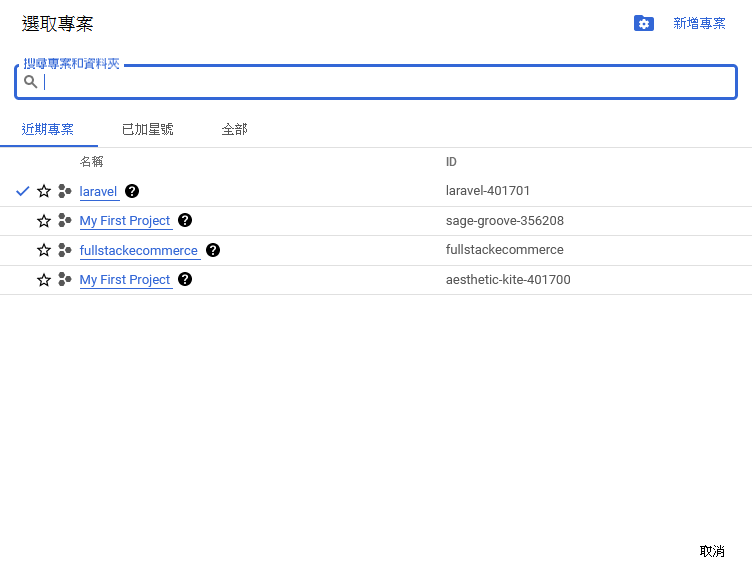 選取專案
新增專案
搜尋專案和資料夾
近期專案 已加星號 全部
名稱 ID
laravel laravel-401701
My First Project sage-groove-356208
fullstackecommerce fullstackecommerce
My First Project aesthetic-kite-401700
取消